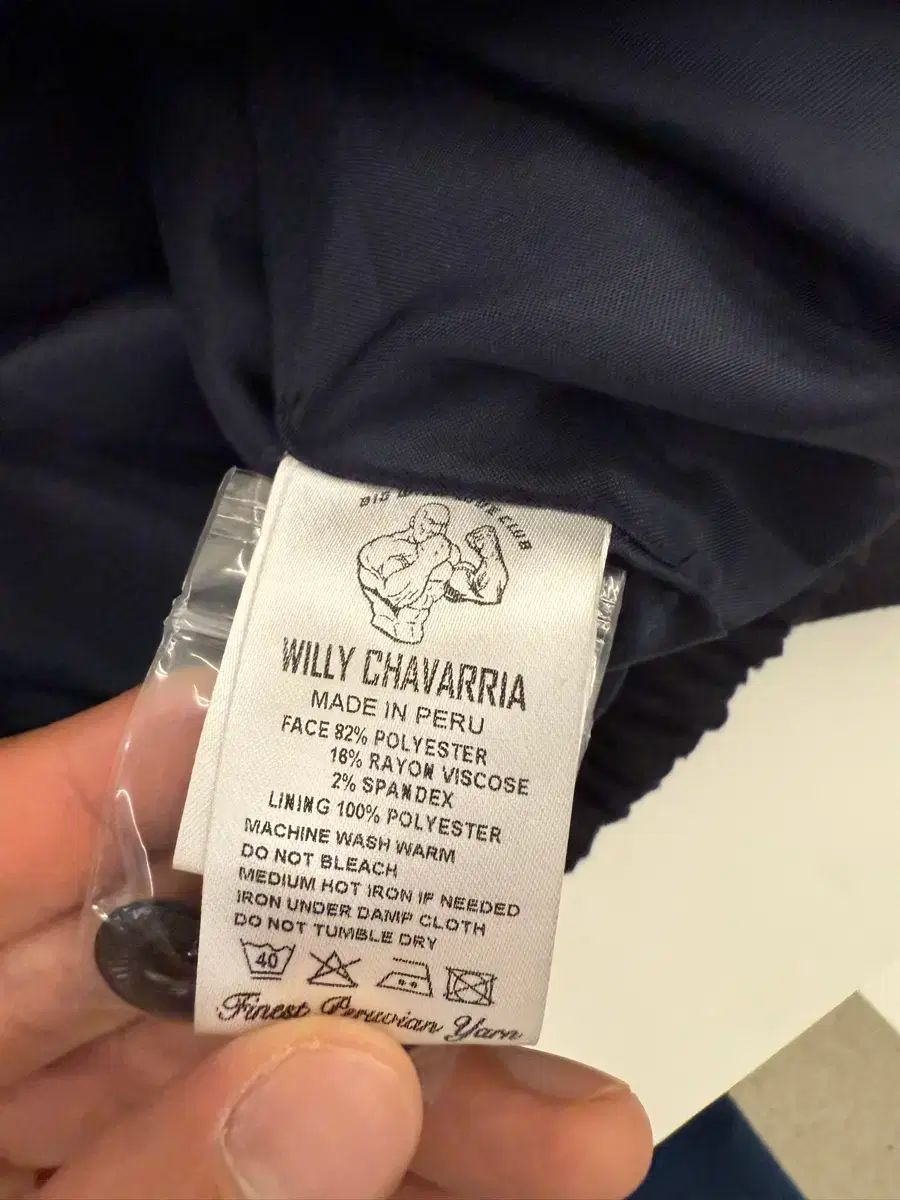 BIG CLUB
WILLY CHAVARRIA
MADE IN PERU
FACE 82% POLYESTER
16% RAYON VISCOSE
2% SPANDEX
LINING 100% POLYESTER
MACHINE WASH WARM
DO NOT BLEACH
MEDIUM HOT IRON IF NEEDED
IRON UNDER DAMP CLOTH
DO NOT TUMBLE DRY
40
Finest Peruvian Yarn